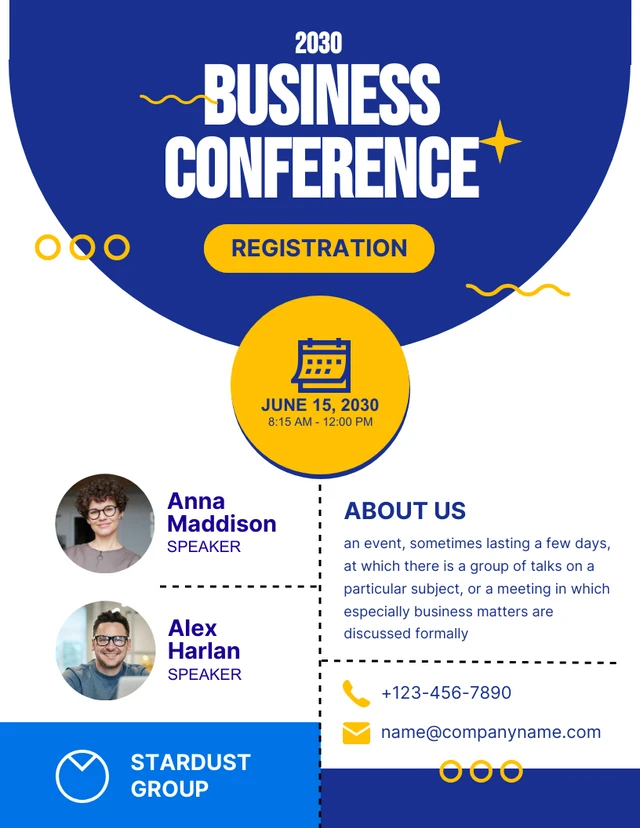 2030
BUSINESS
CONFERENCE
REGISTRATION
JUNE 15, 2030
8:15 AM - 12:00 PM
Anna
Maddison
SPEAKER
Alex
Harlan
SPEAKER
STARDUST
GROUP
ABOUT US
an event, sometimes lasting a few days,
at which there is a group of talks on a
particular subject, or a meeting in which
especially business matters are
discussed formally
+123-456-7890
name@companyname.com